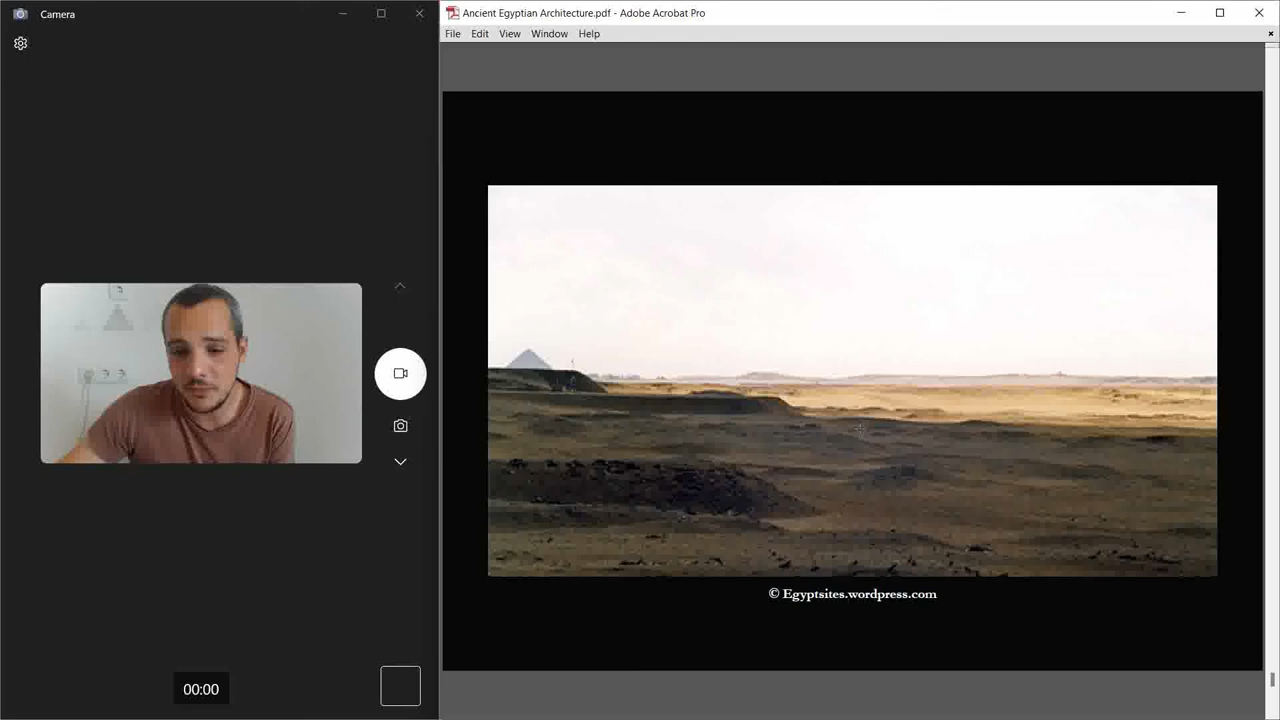 Camera
Ancient Egyptian Architecture.pdf - Adobe Acrobat Pro
File Edit View Window Help
© Egyptsites.wordpress.com
00:00